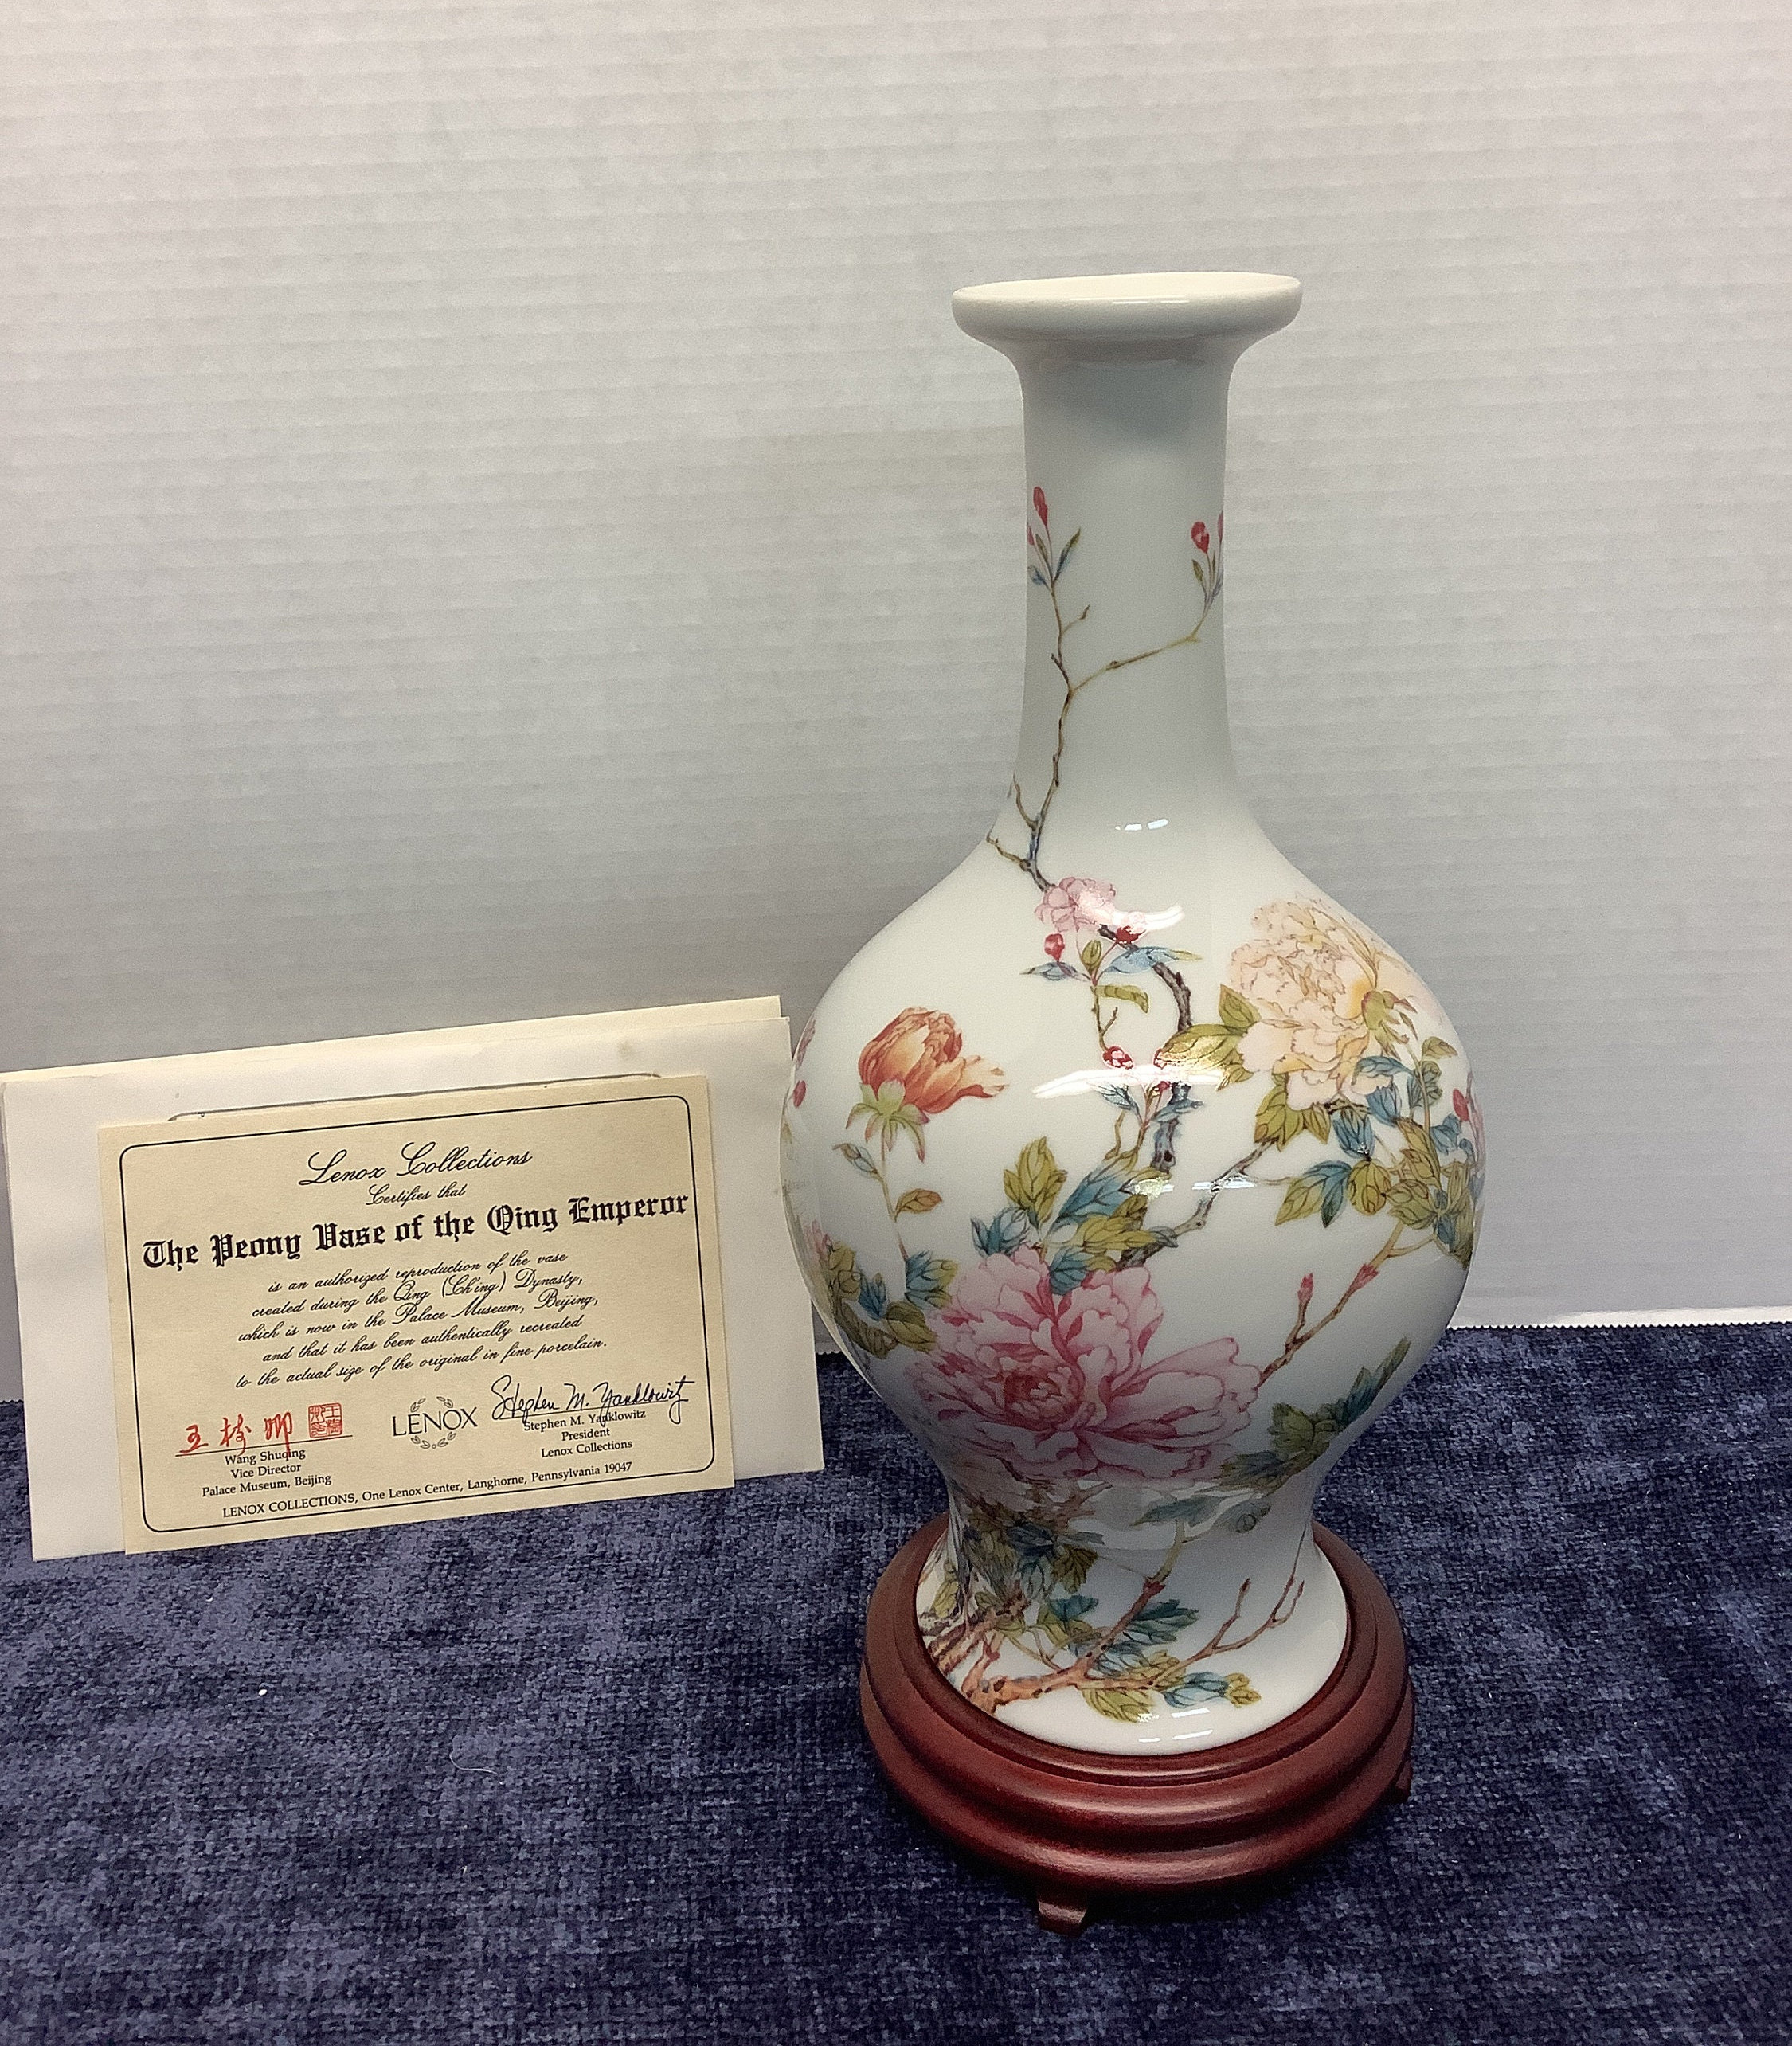 Lenox Collections
Certifies that
The Peony Vase of the Qing Emperor
is an authorized reproduction of the vase
created during the Qing (Ch'ing) Dynasty,
which is now in the Palace Museum, Beijing,
and that it has been authentically recreated
to the actual size of the original in fine porcelain.
王树卿
Wang Shuqing
Vice Director
Palace Museum, Beijing
LENOX
Stephen M. Yanklowitz
Stephen M. Yanklowitz
President
Lenox Collections
LENOX COLLECTIONS, One Lenox Center, Langhorne, Pennsylvania 19047